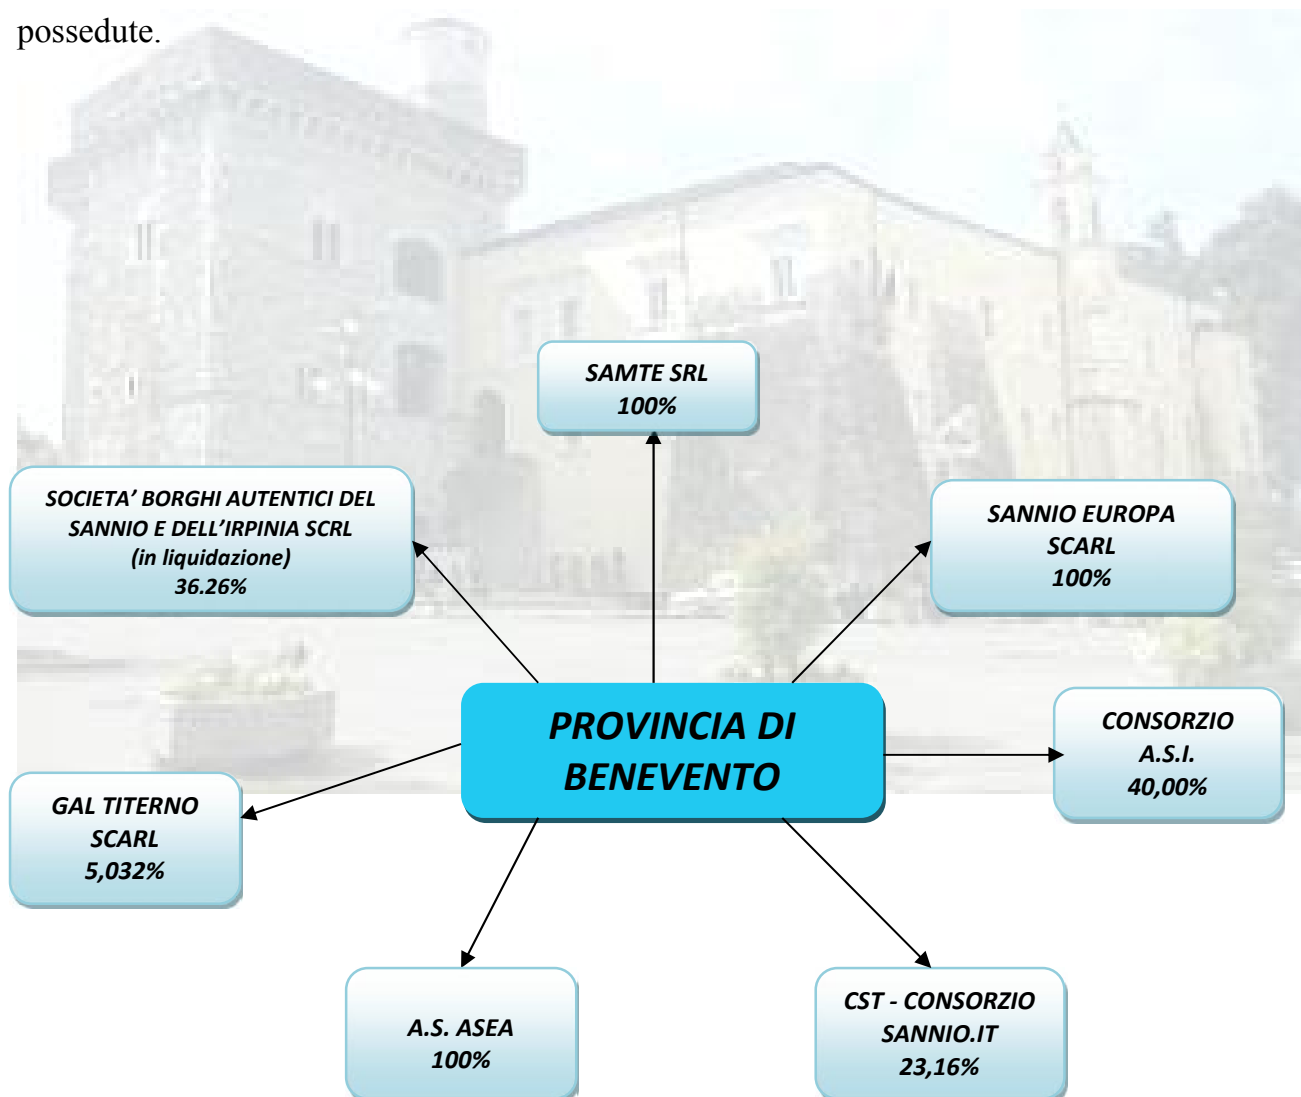 possedute.
SAMTE SRL
100%
SOCIETA’ BORGHI AUTENTICI DEL
SANNIO E DELL’IRPINIA SCRL
(in liquidazione)
36.26%
SANNIO EUROPA
SCARL
100%
PROVINCIA DI
BENEVENTO
CONSORZIO
A.S.I.
40,00%
GAL TITERNO
SCARL
5,032%
A.S. ASEA
100%
CST - CONSORZIO
SANNIO.IT
23,16%